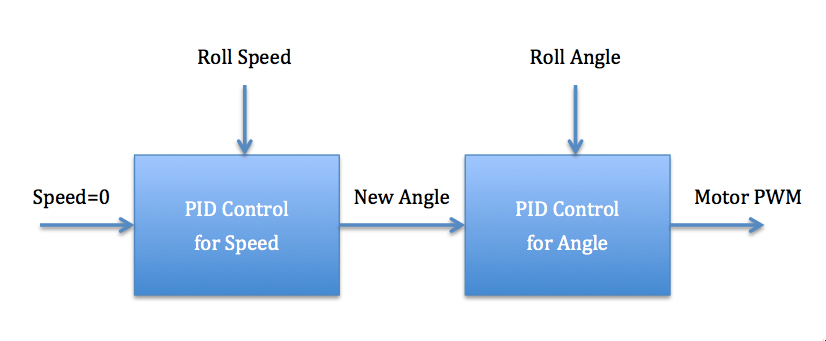 Roll Speed
Roll Angle
Speed=0
PID Control
for Speed
New Angle
PID Control
for Angle
Motor PWM